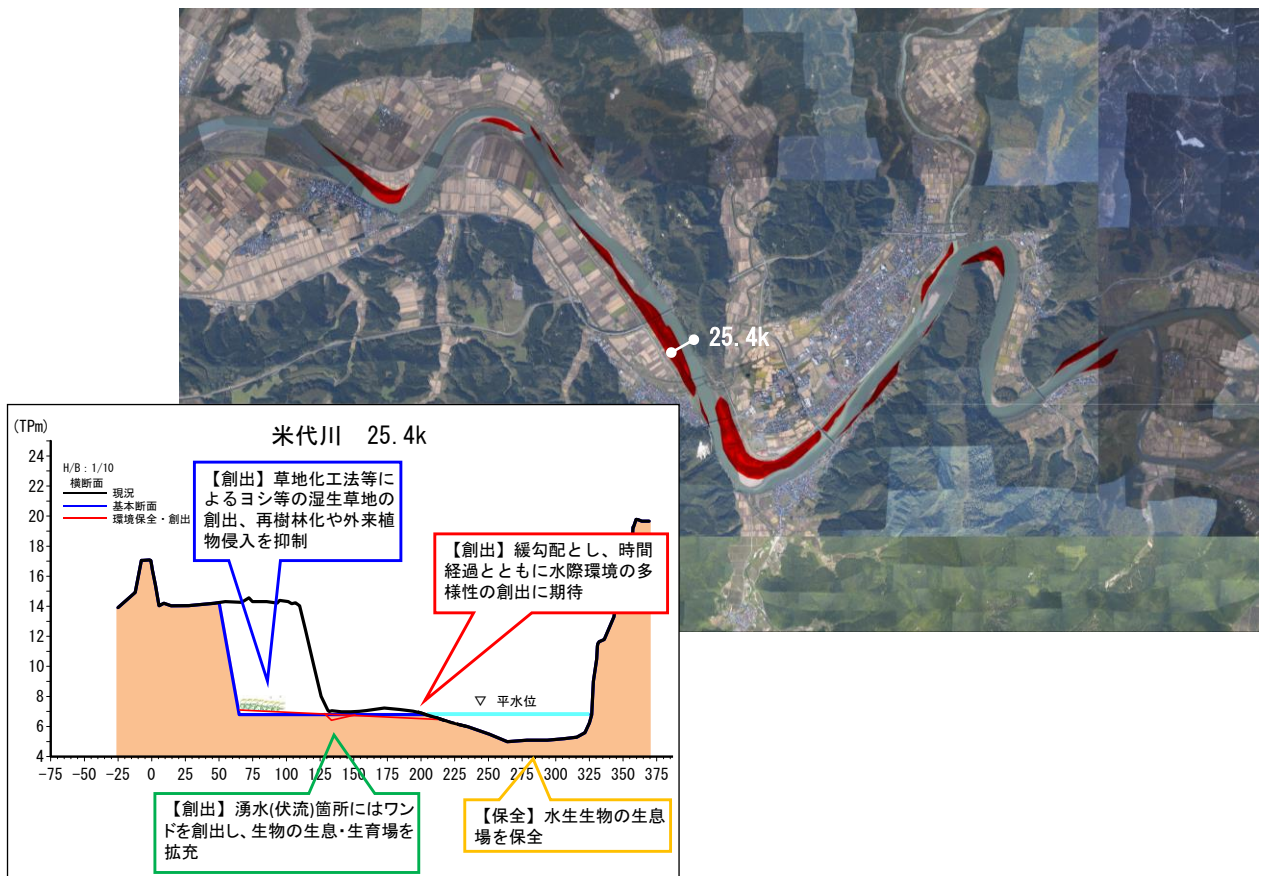 25.4k
(TPm)
米代川 25.4k
24
22
20
18
16
14
12
10
8
6
4
H/B：1/10
横断面
現況
基本断面
環境保全・創出
【創出】草地化工法等に
よるヨシ等の湿生草地の
創出、再樹林化や外来植
物侵入を抑制
【創出】緩勾配とし、時間
経過とともに水際環境の多
様性の創出に期待
▽ 平水位
-75 -50 -25 0 25 50 75 100 125 150 175 200 225 250 275 300 325 350 375
【創出】湧水(伏流)箇所にはワン
ドを創出し、生物の生息・生育場を
拡充
【保全】水生生物の生息
場を保全